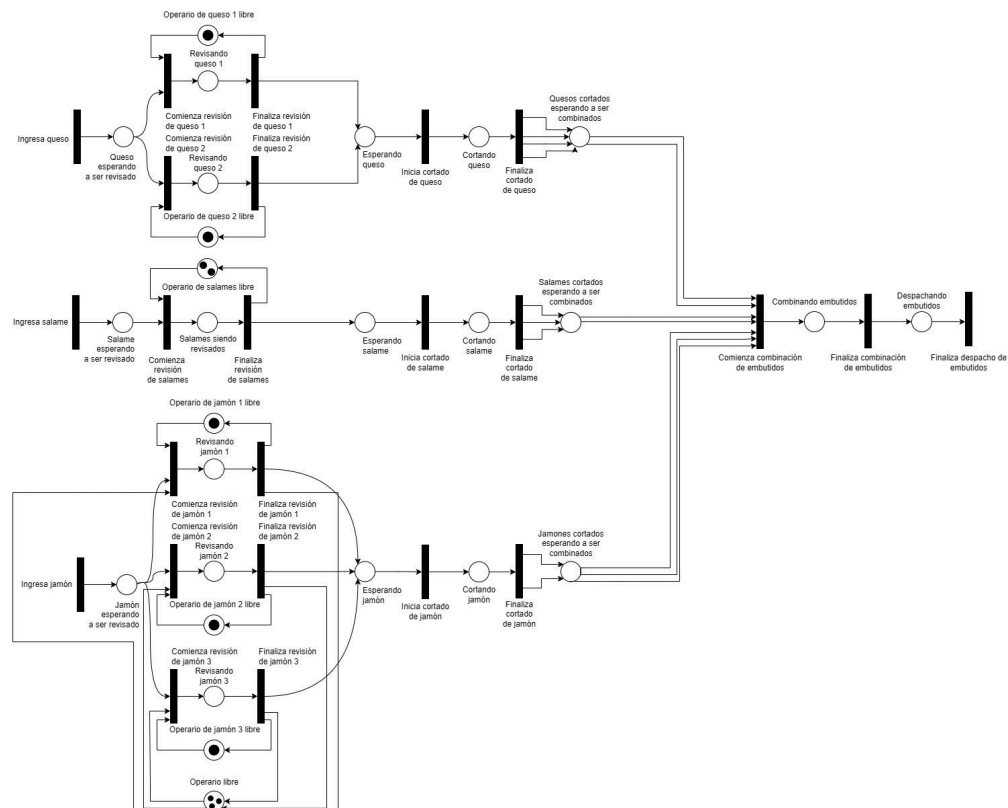 Operario de queso 1 libre
Revisando
queso 1
Comienza revisión
de queso 1
Finaliza revisión
de queso 1
Ingresa queso
Queso
esperando
a ser revisado
Comienza revisión
de queso 2
Finaliza revisión
de queso 2
Revisando
queso 2
Operario de queso 2 libre
Esperando
queso
Inicia cortado
de queso
Cortando
queso
Finaliza
cortado
de queso
Quesos cortados
esperando a ser
combinados
Operario de salames libre
Ingresa salame
Salame
esperando
a ser revisado
Comienza
revisión
de salames
Salames siendo
revisados
Finaliza
revisión
de salames
Esperando
salame
Inicia cortado
de salame
Cortando
salame
Finaliza
cortado
de salame
Salames cortados
esperando a ser
combinados
Comienza combinación
de embutidos
Combinando embutidos
Finaliza combinación
de embutidos
Despachando
embutidos
Finaliza despacho de
embutidos
Operario de jamón 1 libre
Revisando
jamón 1
Comienza revisión
de jamón 1
Finaliza revisión
de jamón 1
Comienza revisión
de jamón 2
Finaliza revisión
de jamón 2
Revisando
jamón 2
Ingresa jamón
Jamón
esperando
a ser revisado
Operario de jamón 2 libre
Esperando
jamón
Inicia cortado
de jamón
Cortando
jamón
Finaliza
cortado
de jamón
Jamones cortados
esperando a ser
combinados
Comienza revisión
de jamón 3
Finaliza revisión
de jamón 3
Revisando
jamón 3
Operario de jamón 3 libre
Operario libre